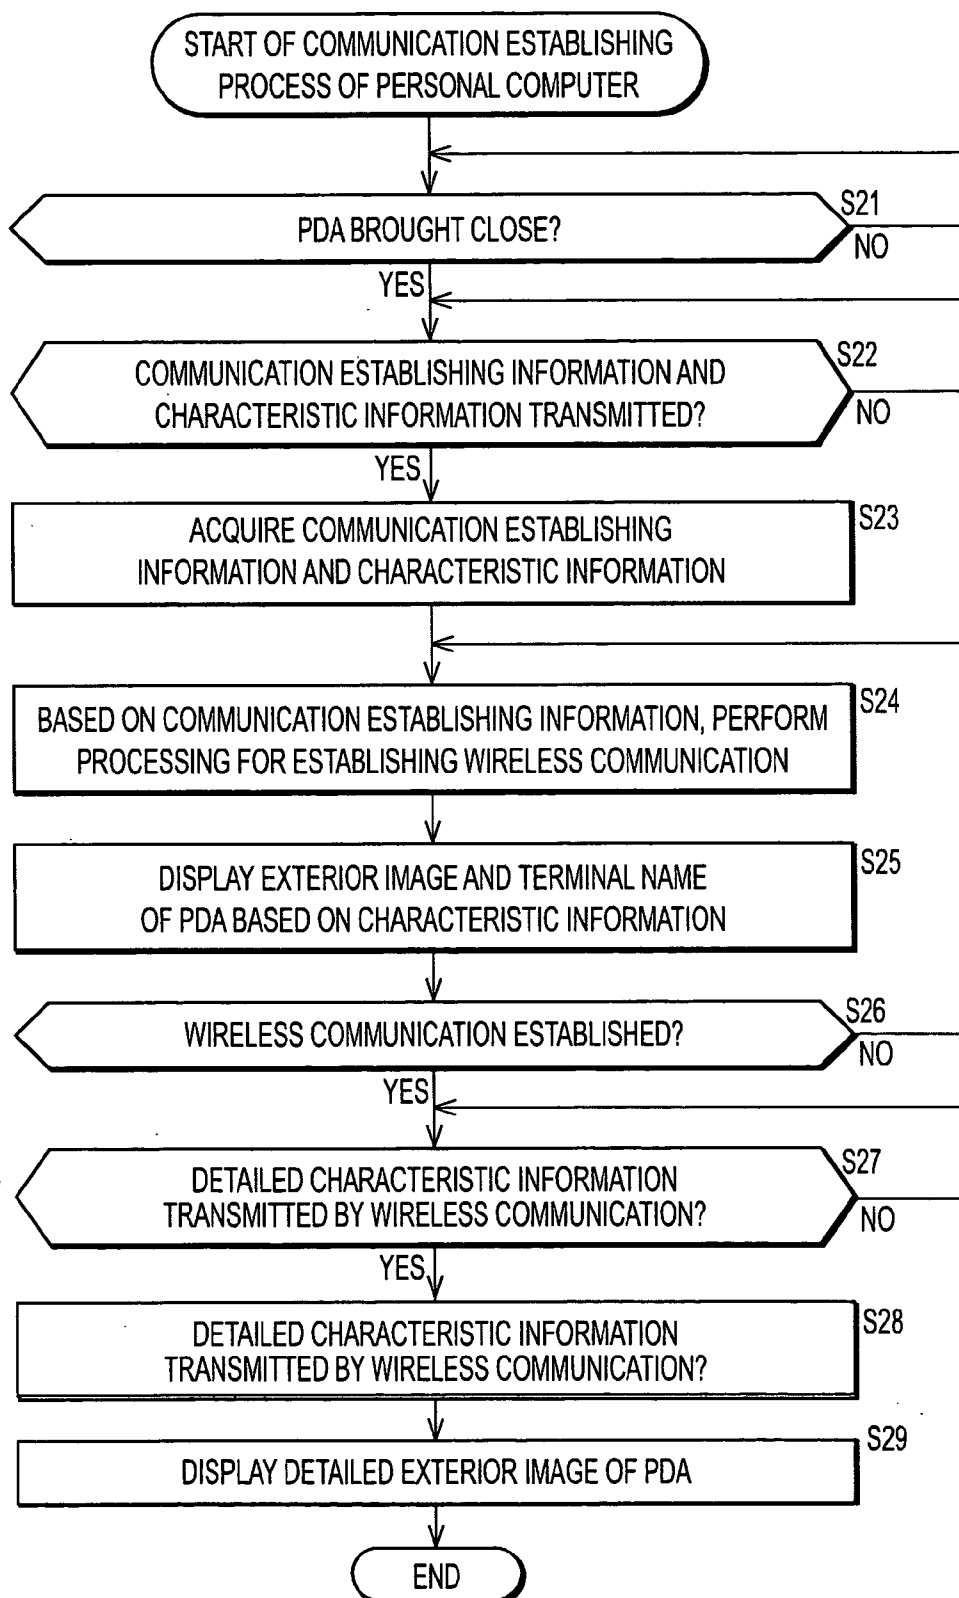 START OF COMMUNICATION ESTABLISHING
PROCESS OF PERSONAL COMPUTER
PDA BROUGHT CLOSE?
S21
NO
YES
COMMUNICATION ESTABLISHING INFORMATION AND
CHARACTERISTIC INFORMATION TRANSMITTED?
S22
NO
YES
ACQUIRE COMMUNICATION ESTABLISHING
INFORMATION AND CHARACTERISTIC INFORMATION
S23
BASED ON COMMUNICATION ESTABLISHING INFORMATION, PERFORM
PROCESSING FOR ESTABLISHING WIRELESS COMMUNICATION
S24
DISPLAY EXTERIOR IMAGE AND TERMINAL NAME
OF PDA BASED ON CHARACTERISTIC INFORMATION
S25
WIRELESS COMMUNICATION ESTABLISHED?
S26
NO
YES
DETAILED CHARACTERISTIC INFORMATION
TRANSMITTED BY WIRELESS COMMUNICATION?
S27
NO
YES
DETAILED CHARACTERISTIC INFORMATION
TRANSMITTED BY WIRELESS COMMUNICATION?
S28
DISPLAY DETAILED EXTERIOR IMAGE OF PDA
S29
END